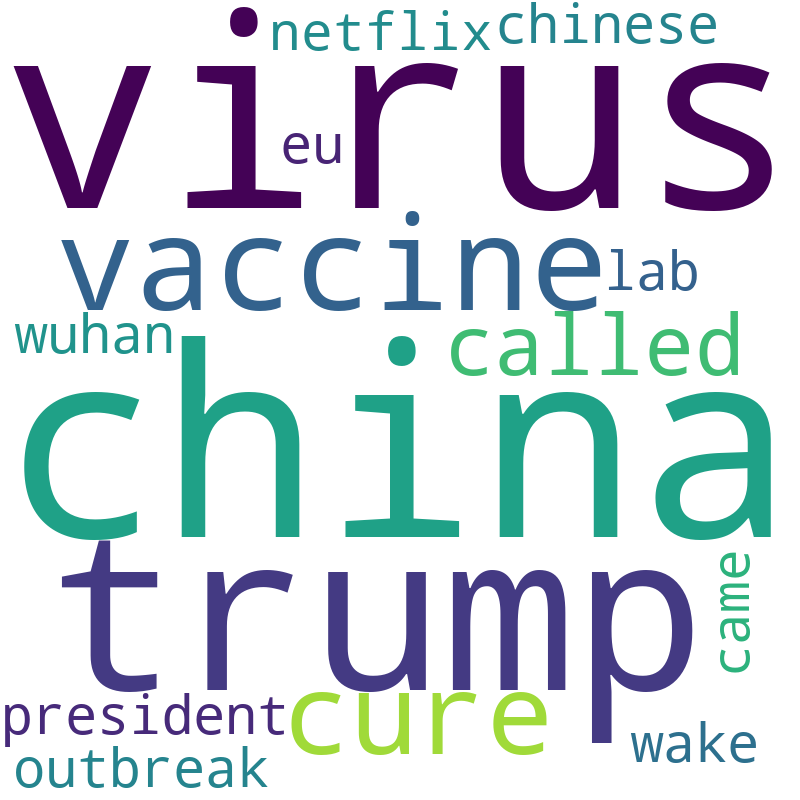 netflix chinese
virus
eu
vaccine
lab
wuhan
called
china
trump
came
president
cure
wake
outbreak